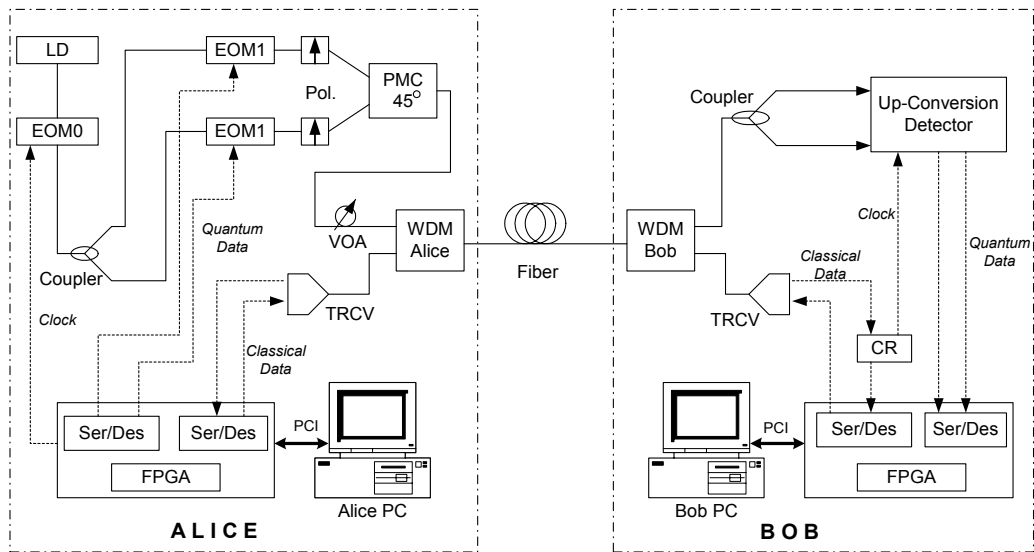 LD
EOM0
EOM1
EOM1
Pol.
PMC
45°
Coupler
Quantum
Data
Clock
VOA
WDM
Alice
TRCV
Classical
Data
Ser/Des
Ser/Des
FPGA
PCI
Alice PC
ALICE
Fiber
WDM
Bob
Coupler
Up-Conversion
Detector
Clock
Quantum
Data
Classical
Data
TRCV
CR
Ser/Des
Ser/Des
FPGA
PCI
Bob PC
BOB